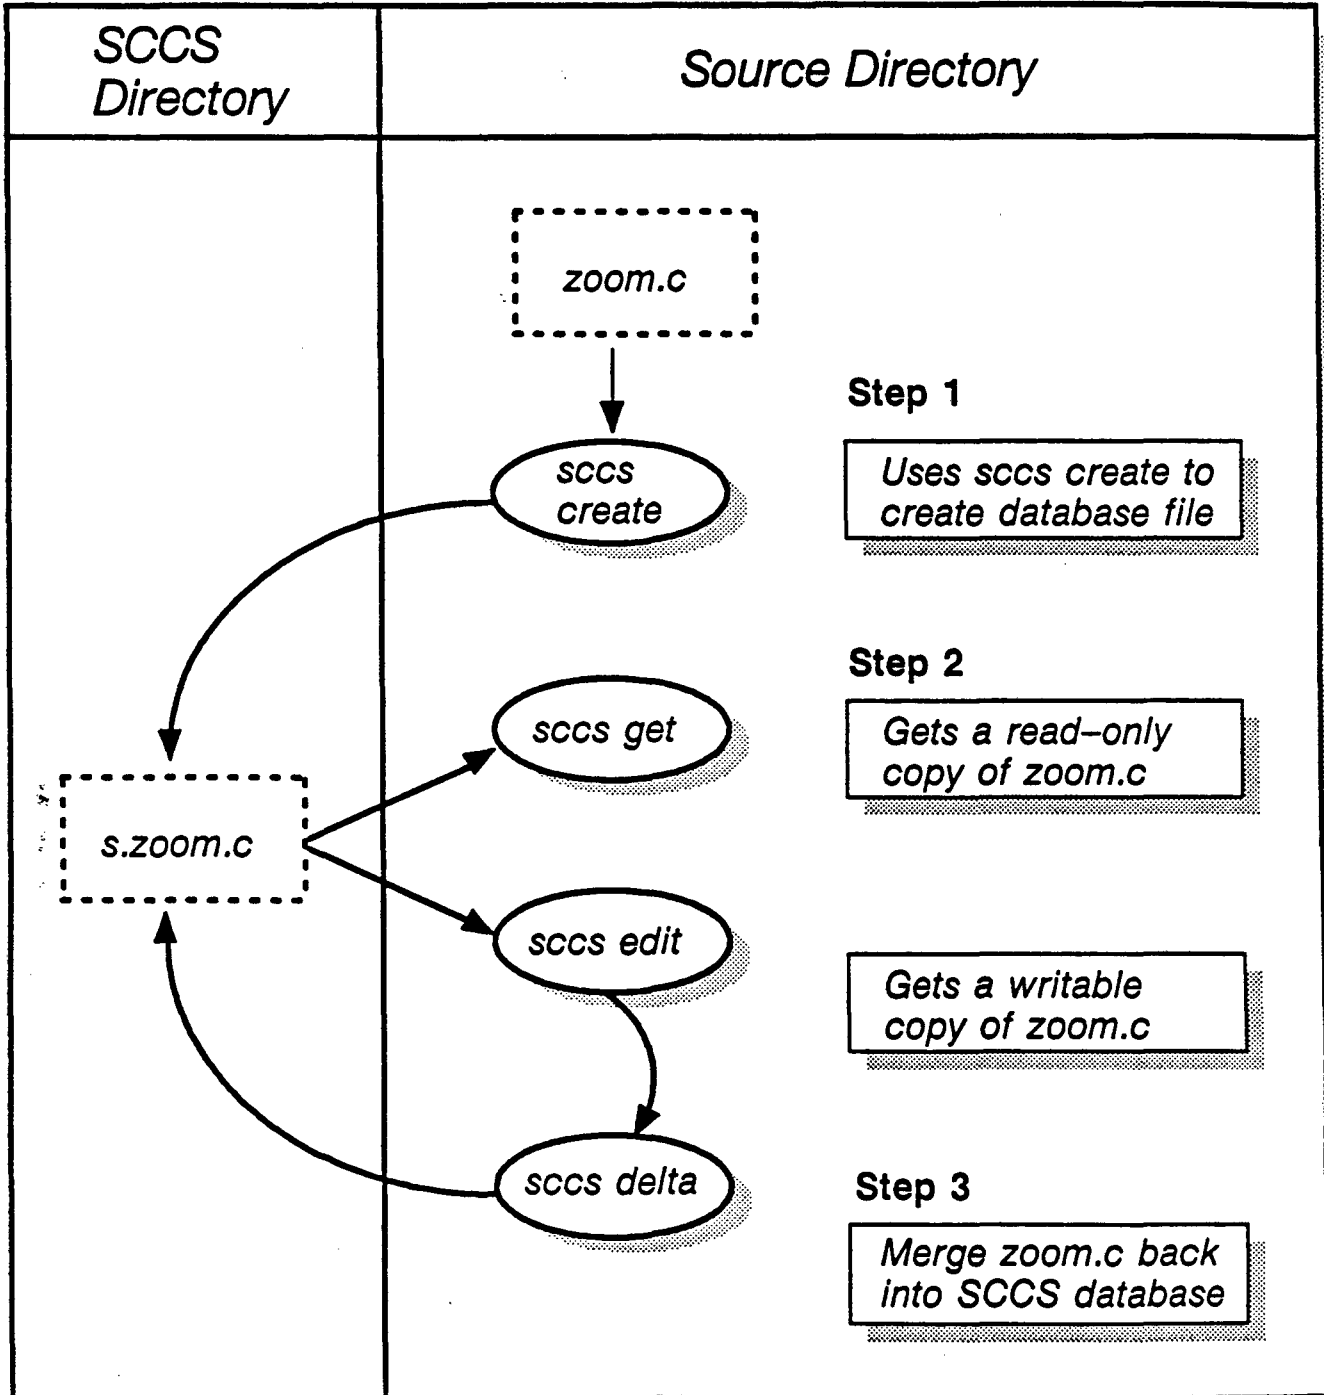 SCCS
Directory
Source Directory
zoom.c
Step 1
sccs
create
Uses sccs create to
create database file
Step 2
sccs get
Gets a read–only
copy of zoom.c
s.zoom.c
sccs edit
Gets a writable
copy of zoom.c
sccs delta
Step 3
Merge zoom.c back
into SCCS database